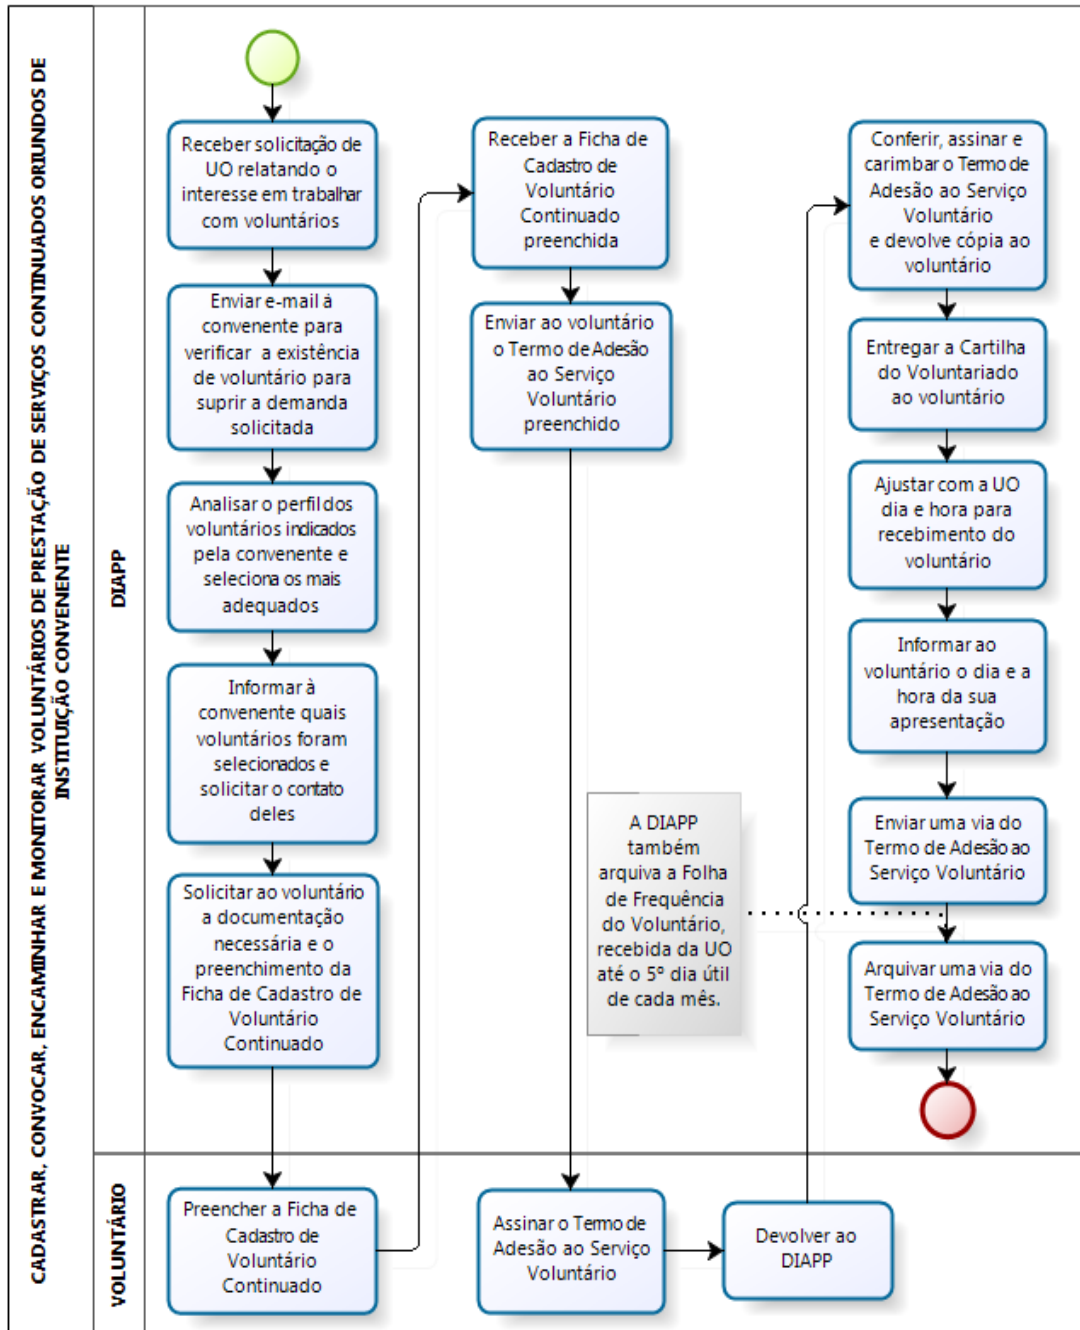 CADASTRAR, CONVOCAR, ENCAMINHAR E MONITORAR VOLUNTÁRIOS DE PRESTAÇÃO DE SERVIÇOS CONTINUADOS ORIUNDOS DE
INSTITUIÇÃO CONVENENTE
DIAPP
Receber solicitação de
UO relatando o
interesse em trabalhar
com voluntários
Enviar e-mail à
convenente para
verificar a existência
de voluntário para
suprir a demanda
solicitada
Analisar o perfil dos
voluntários indicados
pela convenente e
seleciona os mais
adequados
Informar à
convenente quais
voluntários foram
selecionados e
solicitar o contato
deles
Solicitar ao voluntário
a documentação
necessária e o
preenchimento da
Ficha de Cadastro de
Voluntário
Continuado
Receber a Ficha de
Cadastro de
Voluntário
Continuado
preenchida
Enviar ao voluntário
o Termo de Adesão
ao Serviço
Voluntário
preenchido
A DIAPP
também
arquiva a Folha
de Frequência
do Voluntário,
recebida da UO
até o 5º dia útil
de cada mês.
Conferir, assinar e
carimbar o Termo de
Adesão ao Serviço
Voluntário
e devolve cópia ao
voluntário
Entregar a Cartilha
do Voluntariado
ao voluntário
Ajustar com a UO
dia e hora para
recebimento do
voluntário
Informar ao
voluntário o dia e a
hora da sua
apresentação
Enviar uma via do
Termo de Adesão ao
Serviço Voluntário
Arquivar uma via do
Termo de Adesão ao
Serviço Voluntário
VOLUNTÁRIO
Preencher a Ficha de
Cadastro de
Voluntário
Continuado
Assinar o Termo de
Adesão ao Serviço
Voluntário
Devolver ao
DIAPP